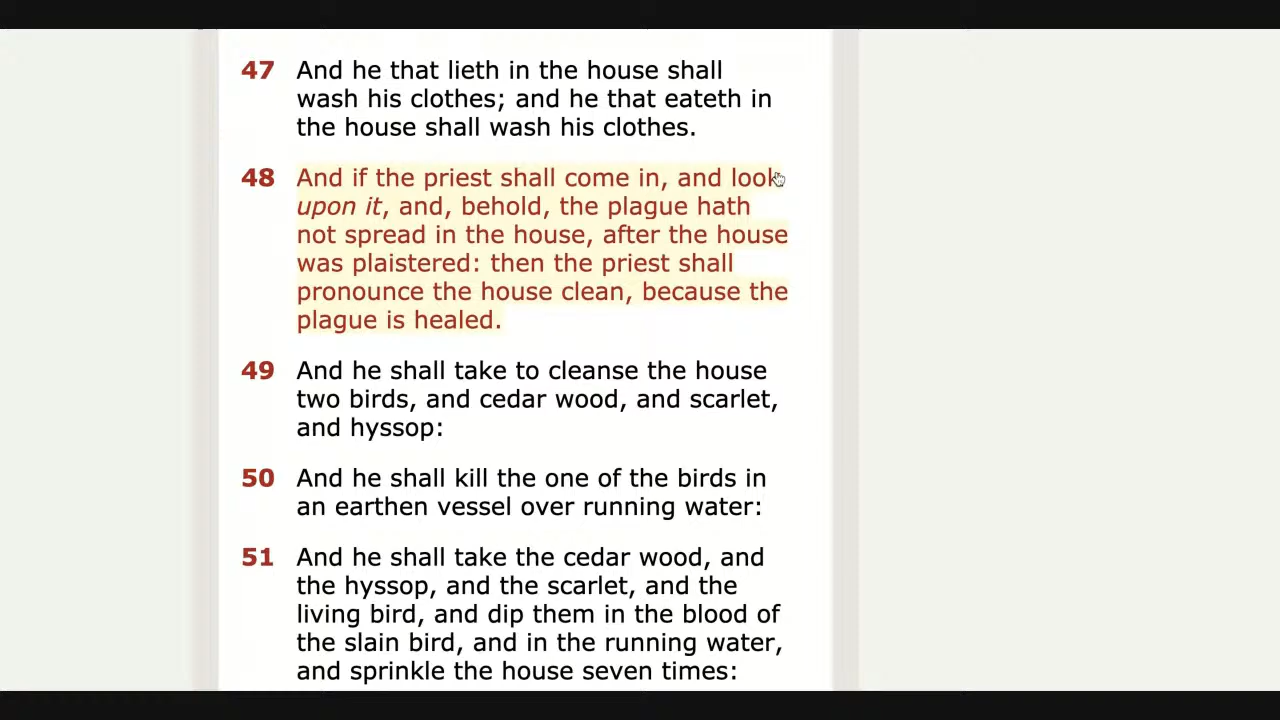 47 And he that lieth in the house shall
wash his clothes; and he that eateth in
the house shall wash his clothes.
48 And if the priest shall come in, and look
upon it, and, behold, the plague hath
not spread in the house, after the house
was plaistered: then the priest shall
pronounce the house clean, because the
plague is healed.
49 And he shall take to cleanse the house
two birds, and cedar wood, and scarlet,
and hyssop:
50 And he shall kill the one of the birds in
an earthen vessel over running water:
51 And he shall take the cedar wood, and
the hyssop, and the scarlet, and the
living bird, and dip them in the blood of
the slain bird, and in the running water,
and sprinkle the house seven times: